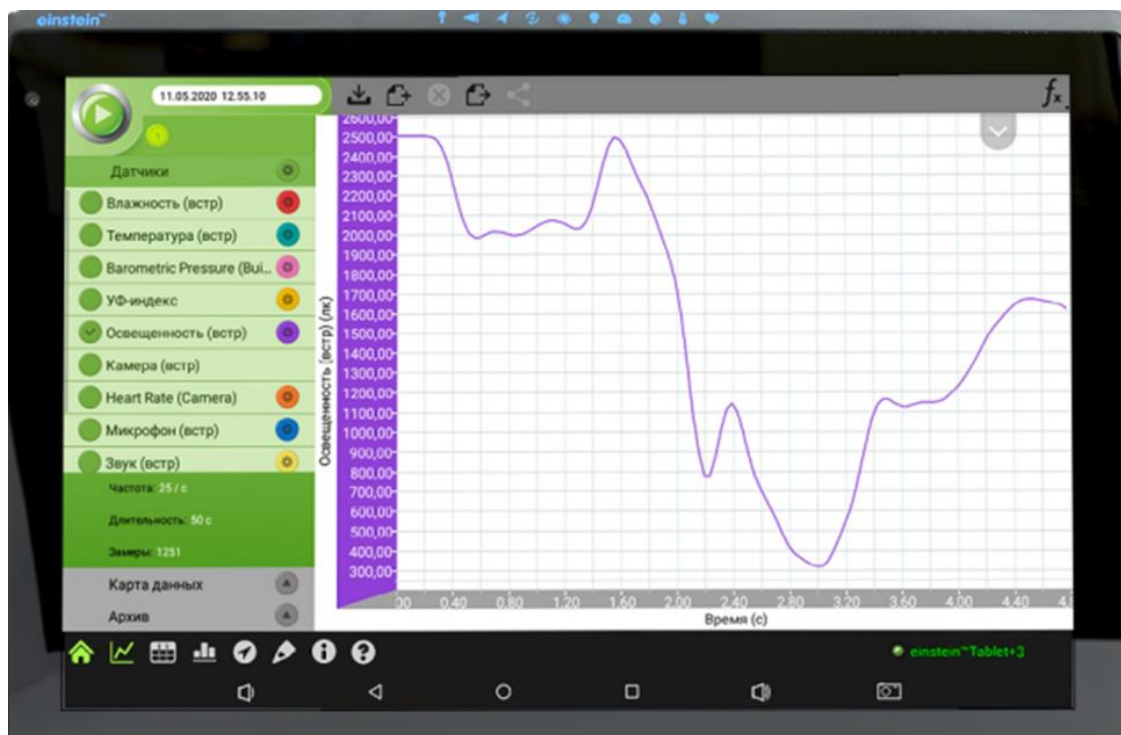 einstein™
11.05.2020 12.55.10
1
Датчики
Влажность (встр)
Температура (встр)
Barometric Pressure (Bui...
УФ-индекс
Освещенность (встр)
Камера (встр)
Heart Rate (Camera)
Микрофон (встр)
Звук (встр)
Частота: 25 / с
Длительность: 50 с
Замеры: 1251
Карта данных
Архив
fx
Освещенность (встр) (лк)
2600,00
2500,00
2400,00
2300,00
2200,00
2100,00
2000,00
1900,00
1800,00
1700,00
1600,00
1500,00
1400,00
1300,00
1200,00
1100,00
1000,00
900,00
800,00
700,00
600,00
500,00
400,00
300,00
00 0,40 0,80 1,20 1,60 2,00 2,40 2,80 3,20 3,60 4,00 4,40
Время (с)
einstein™Tablet+3